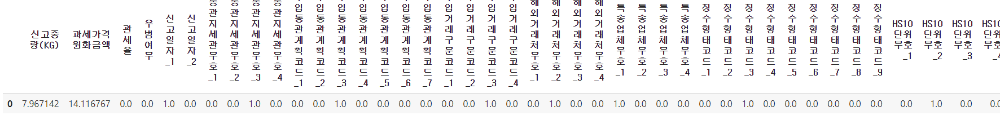 신고중량(KG)
과세가격원화금액
관세율
우범여부
신고일자_1
신고일자_2
통관지세관부호_1
통관지세관부호_2
통관지세관부호_3
통관지세관부호_4
입통관계획코드_1
입통관계획코드_2
입통관계획코드_3
입통관계획코드_4
입통관계획코드_5
입통관계획코드_6
입통관계획코드_7
입거래구분코드_1
입거래구분코드_2
입거래구분코드_3
입거래구분코드_4
해외거래처부호_1
해외거래처부호_2
해외거래처부호_3
해외거래처부호_4
특송업체부호_1
특송업체부호_2
특송업체부호_3
특송업체부호_4
징수형태코드_1
징수형태코드_2
징수형태코드_3
징수형태코드_4
징수형태코드_5
징수형태코드_6
징수형태코드_7
징수형태코드_8
징수형태코드_9
HS10단위부호_1
HS10단위부호_2
HS10단위부호_3
HS10단위부호_4
0 7.967142 14.116767 0.0 0.0 1.0 0.0 0.0 0.0 1.0 0.0 0.0 0.0 1.0 0.0 0.0 0.0 0.0 0.0 0.0 1.0 0.0 0.0 1.0 0.0 0.0 1.0 0.0 0.0 0.0 0.0 0.0 1.0 0.0 0.0 0.0 0.0 0.0 0.0 0.0 1.0 0.0 0.0